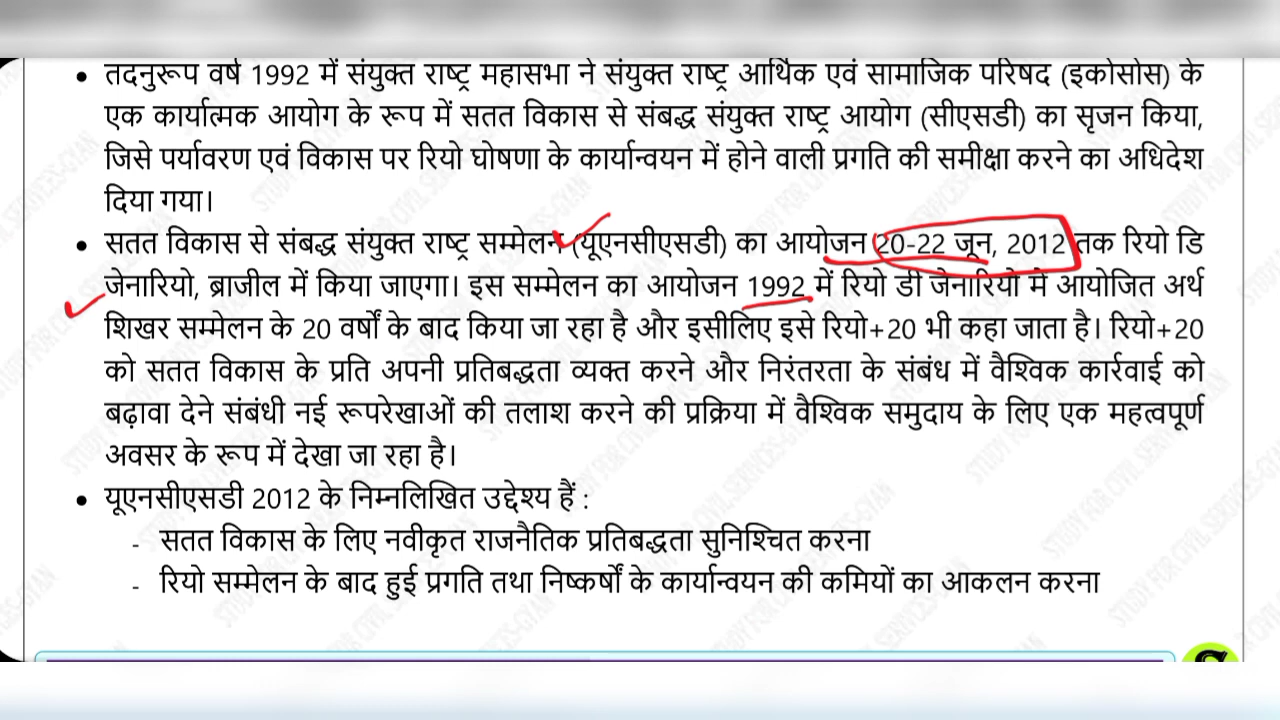 • तदनुरूप वर्ष 1992 में संयुक्त राष्ट्र महासभा ने संयुक्त राष्ट्र आर्थिक एवं सामाजिक परिषद (इकोसोस) के
एक कार्यात्मक आयोग के रूप में सतत विकास से संबद्ध संयुक्त राष्ट्र आयोग (सीएसडी) का सृजन किया,
जिसे पर्यावरण एवं विकास पर रियो घोषणा के कार्यान्वयन में होने वाली प्रगति की समीक्षा करने का अधिदेश
दिया गया।
• सतत विकास से संबद्ध संयुक्त राष्ट्र सम्मेलन (यूएनसीएसडी) का आयोजन 20-22 जून, 2012 तक रियो डि
जेनारियो, ब्राजील में किया जाएगा। इस सम्मेलन का आयोजन 1992 में रियो डी जेनारियो में आयोजित अर्थ
शिखर सम्मेलन के 20 वर्षों के बाद किया जा रहा है और इसीलिए इसे रियो+20 भी कहा जाता है। रियो+20
को सतत विकास के प्रति अपनी प्रतिबद्धता व्यक्त करने और निरंतरता के संबंध में वैश्विक कार्रवाई को
बढ़ावा देने संबंधी नई रूपरेखाओं की तलाश करने की प्रक्रिया में वैश्विक समुदाय के लिए एक महत्वपूर्ण
अवसर के रूप में देखा जा रहा है।
• यूएनसीएसडी 2012 के निम्नलिखित उद्देश्य हैं :
- सतत विकास के लिए नवीकृत राजनैतिक प्रतिबद्धता सुनिश्चित करना
- रियो सम्मेलन के बाद हुई प्रगति तथा निष्कर्षों के कार्यान्वयन की कमियों का आकलन करना
STUDY FOR CIVIL SERVICES-GYAN